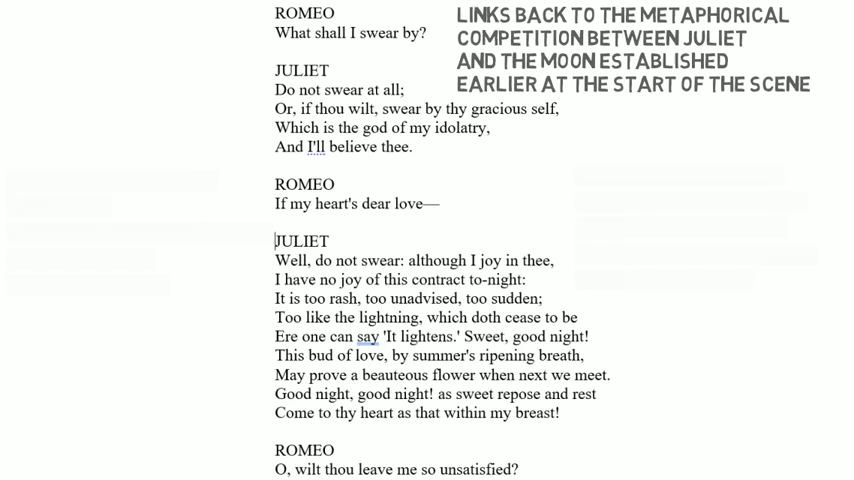 ROMEO
What shall I swear by?
LINKS BACK TO THE METAPHORICAL
COMPETITION BETWEEN JULIET
AND THE MOON ESTABLISHED
EARLIER AT THE START OF THE SCENE
JULIET
Do not swear at all;
Or, if thou wilt, swear by thy gracious self,
Which is the god of my idolatry,
And I'll believe thee.
ROMEO
If my heart's dear love—
JULIET
Well, do not swear: although I joy in thee,
I have no joy of this contract to-night:
It is too rash, too unadvised, too sudden;
Too like the lightning, which doth cease to be
Ere one can say 'It lightens.' Sweet, good night!
This bud of love, by summer's ripening breath,
May prove a beauteous flower when next we meet.
Good night, good night! as sweet repose and rest
Come to thy heart as that within my breast!
ROMEO
O, wilt thou leave me so unsatisfied?